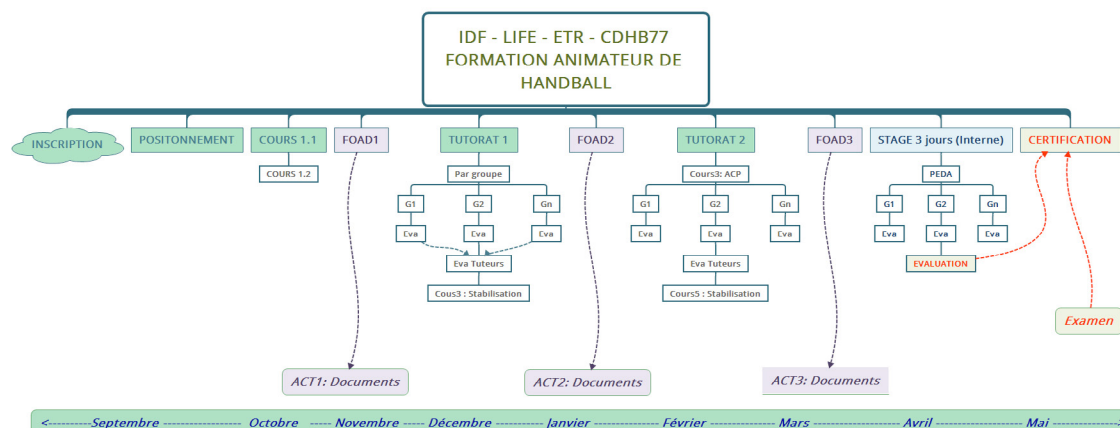 IDF - LIFE - ETR - CDHB77
FORMATION ANIMATEUR DE
HANDBALL
INSCRIPTION
POSITONNEMENT
COURS 1.1
FOAD1
TUTORAT 1
FOAD2
TUTORAT 2
FOAD3
STAGE 3 jours (Interne)
CERTIFICATION
COURS 1.2
Par groupe
Cours3: ACP
PEDA
G1
G2
Gn
G1
G2
Gn
G1
G2
Gn
Eva
Eva
Eva
Eva
Eva
Eva
Eva
Eva
Eva
Eva Tuteurs
Eva Tuteurs
EVALUATION
Cous3 : Stabilisation
Cours5 : Stabilisation
Examen
ACT1: Documents
ACT2: Documents
ACT3: Documents
<----------Septembre ------------------ Octobre ----- Novembre ----- Décembre ------------- Janvier --------------- Février --------------- Mars -------------------- Avril --------------------- Mai --------------->